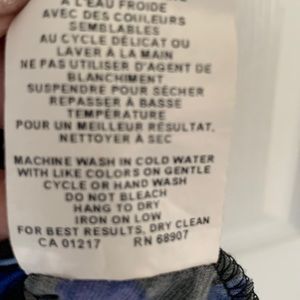 À L'EAU FROIDE
AVEC DES COULEURS
SEMBLABLES
AU CYCLE DÉLICAT OU
LAVER À LA MAIN
NE PAS UTILISER D'AGENT DE
BLANCHIMENT
SUSPENDRE POUR SÉCHER
REPASSER À BASSE
TEMPÉRATURE
POUR UN MEILLEUR RÉSULTAT,
NETTOYER À SEC
MACHINE WASH IN COLD WATER
WITH LIKE COLORS ON GENTLE
CYCLE OR HAND WASH
DO NOT BLEACH
HANG TO DRY
IRON ON LOW
FOR BEST RESULTS, DRY CLEAN
CA 01217 RN 68907